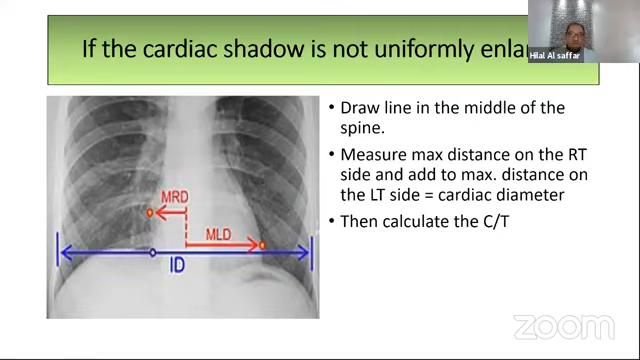 If the cardiac shadow is not uniformly
Hilal Al saffar
• Draw line in the middle of the
spine.
• Measure max distance on the RT
side and add to max. distance on
the LT side = cardiac diameter
• Then calculate the C/T
MRD
MLD
ID
zoom